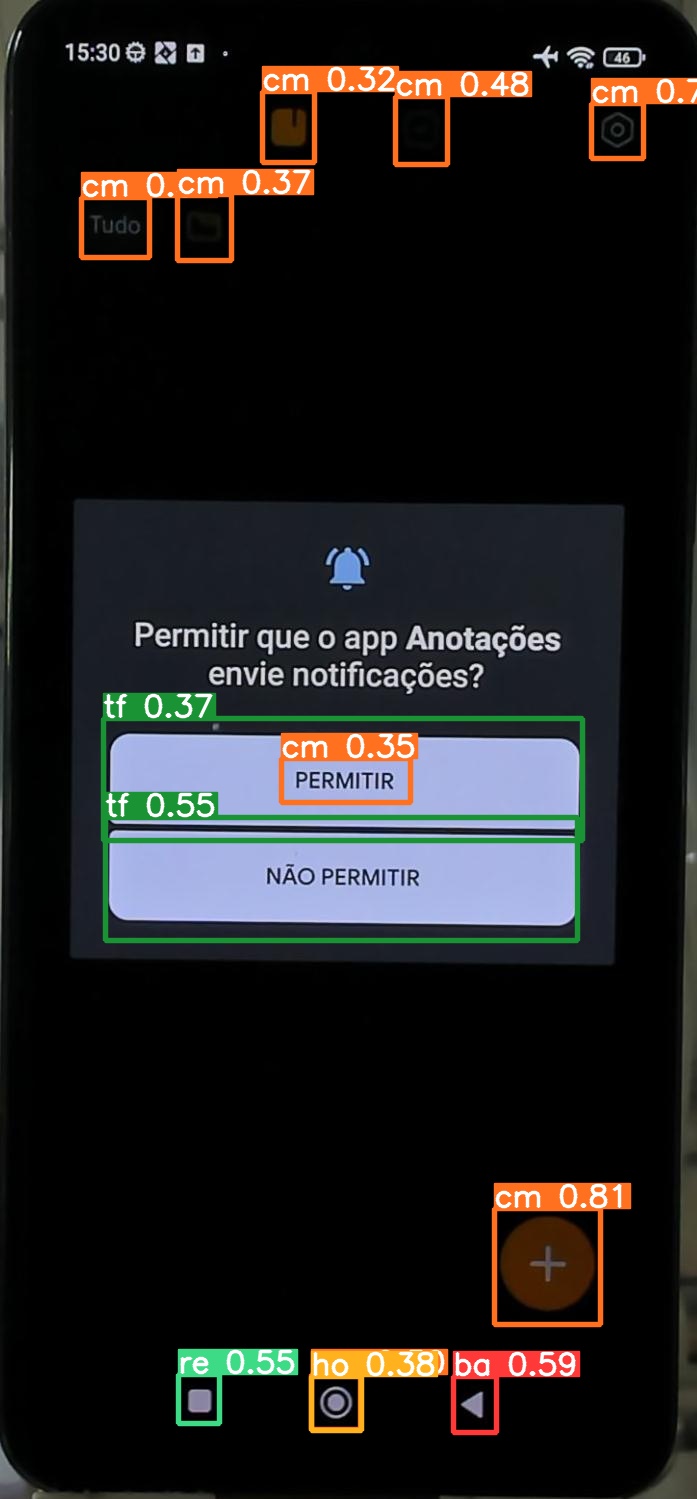 15:30 46
cm 0.32 cm 0.48 cm 0.7
cm 0. cm 0.37
Tudo
Permitir que o app Anotações
envie notificações?
tf 0.37
cm 0.35
PERMITIR
tf 0.55
NÃO PERMITIR
cm 0.81
re 0.55 ho 0.38) ba 0.59